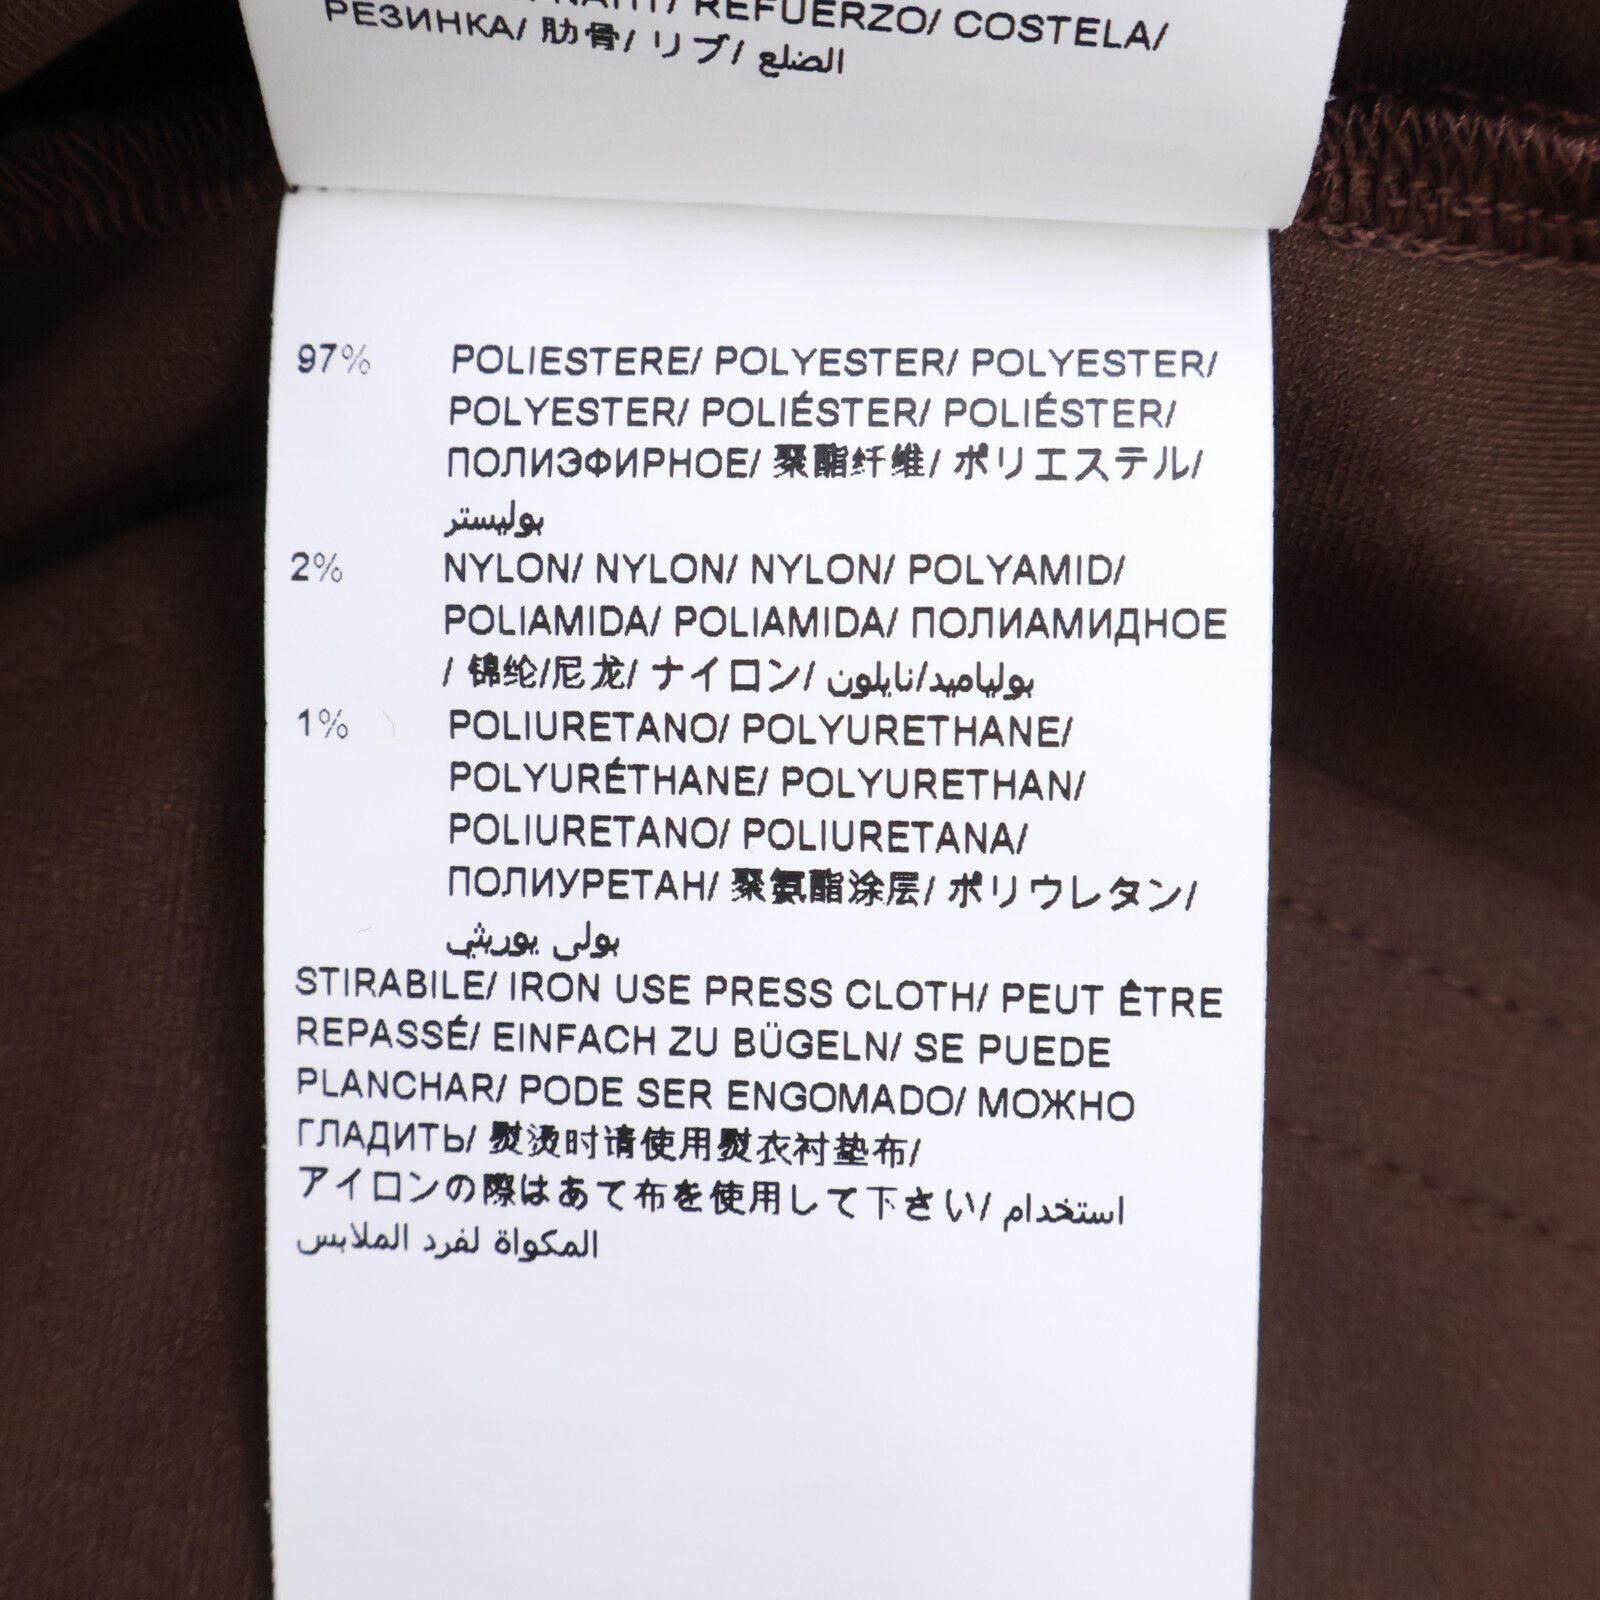 REFUERZO/ COSTELA/
РЕЗИНКА/ 肋骨/ リブ/ الضلع
97% POLIESTERE/ POLYESTER/ POLYESTER/
POLYESTER/ POLIÉSTER/ POLIÉSTER/
ПОЛИЭФИРНОЕ/ 聚酯纤维/ ポリエステル/
بوليستر
2% NYLON/ NYLON/ NYLON/ POLYAMID/
POLIAMIDA/ POLIAMIDA/ ПОЛИАМИДНОЕ
/ 锦纶/尼龙/ ナイロン/ بولياميد/نايلون
1% POLIURETANO/ POLYURETHANE/
POLYURÉTHANE/ POLYURETHAN/
POLIURETANO/ POLIURETANA/
ПОЛИУРЕТАН/ 聚氨酯涂层/ ポリウレタン/
بولى يوريثي
STIRABILE/ IRON USE PRESS CLOTH/ PEUT ÊTRE
REPASSÉ/ EINFACH ZU BÜGELN/ SE PUEDE
PLANCHAR/ PODE SER ENGOMADO/ МОЖНО
ГЛАДИТЬ/ 熨烫时请使用熨衣衬垫布/
アイロンの際はあて布を使用して下さい/ استخدام
المكواة لفرد الملابس